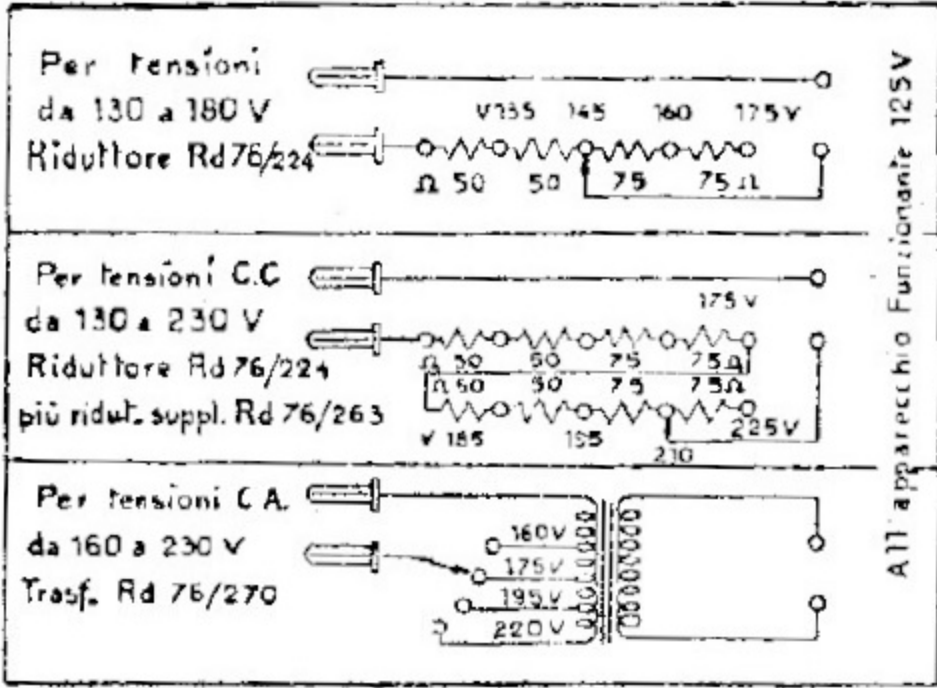 Per tensioni
da 130 a 180 V
Riduttore Rd 76/224
V 135 145 160 175 V
Ω 50 50 75 75 Ω
Per tensioni C.C
da 130 a 230 V
Riduttore Rd 76/224
più ridut. suppl. Rd 76/263
175 V
Ω 50 50 75 75 Ω
Ω 50 50 75 75 Ω
V 185 195 210 225 V
Per tensioni C A.
da 160 a 230 V
Trasf. Rd 76/270
160 V
175 V
195 V
220 V
All'apparecchio Funzionante 125V